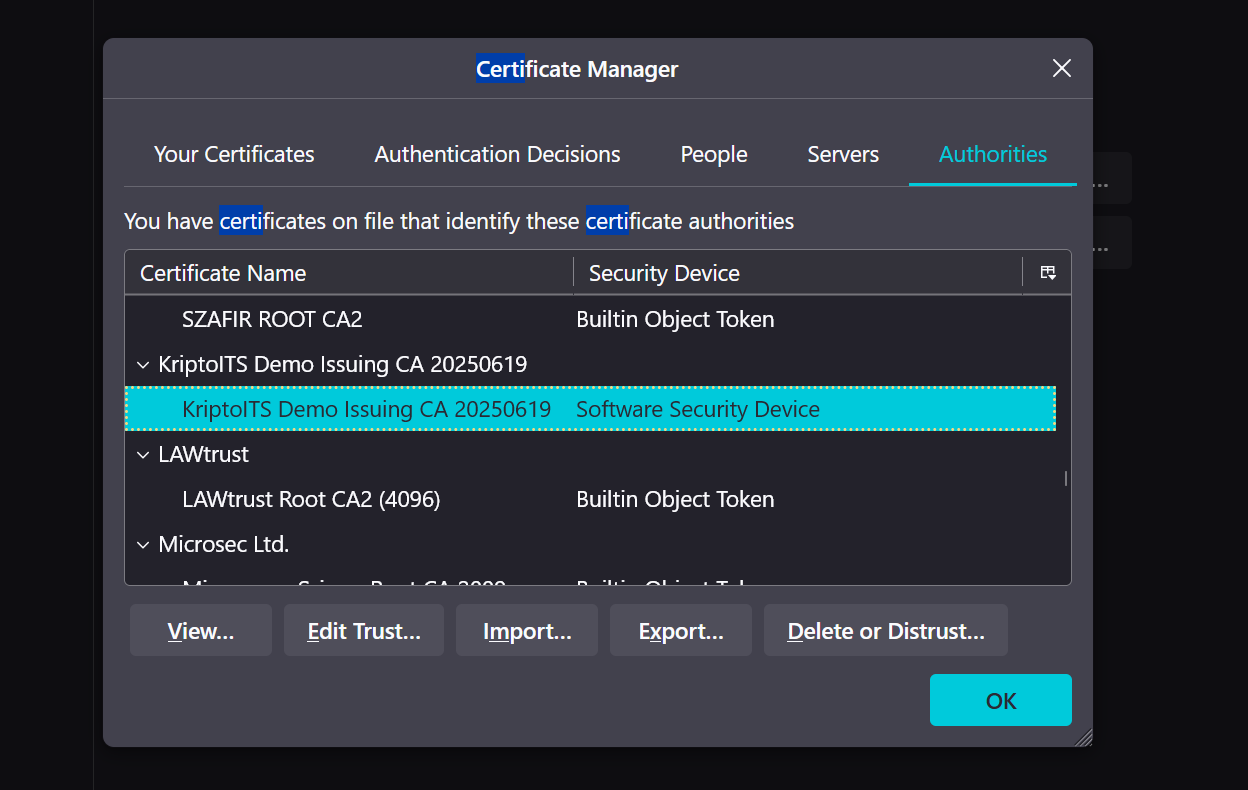 Certificate Manager
Your Certificates Authentication Decisions People Servers Authorities
You have certificates on file that identify these certificate authorities
Certificate Name Security Device
SZAFIR ROOT CA2 Builtin Object Token
KriptoITS Demo Issuing CA 20250619
KriptoITS Demo Issuing CA 20250619 Software Security Device
LAWtrust
LAWtrust Root CA2 (4096) Builtin Object Token
Microsec Ltd.
View... Edit Trust... Import... Export... Delete or Distrust...
OK